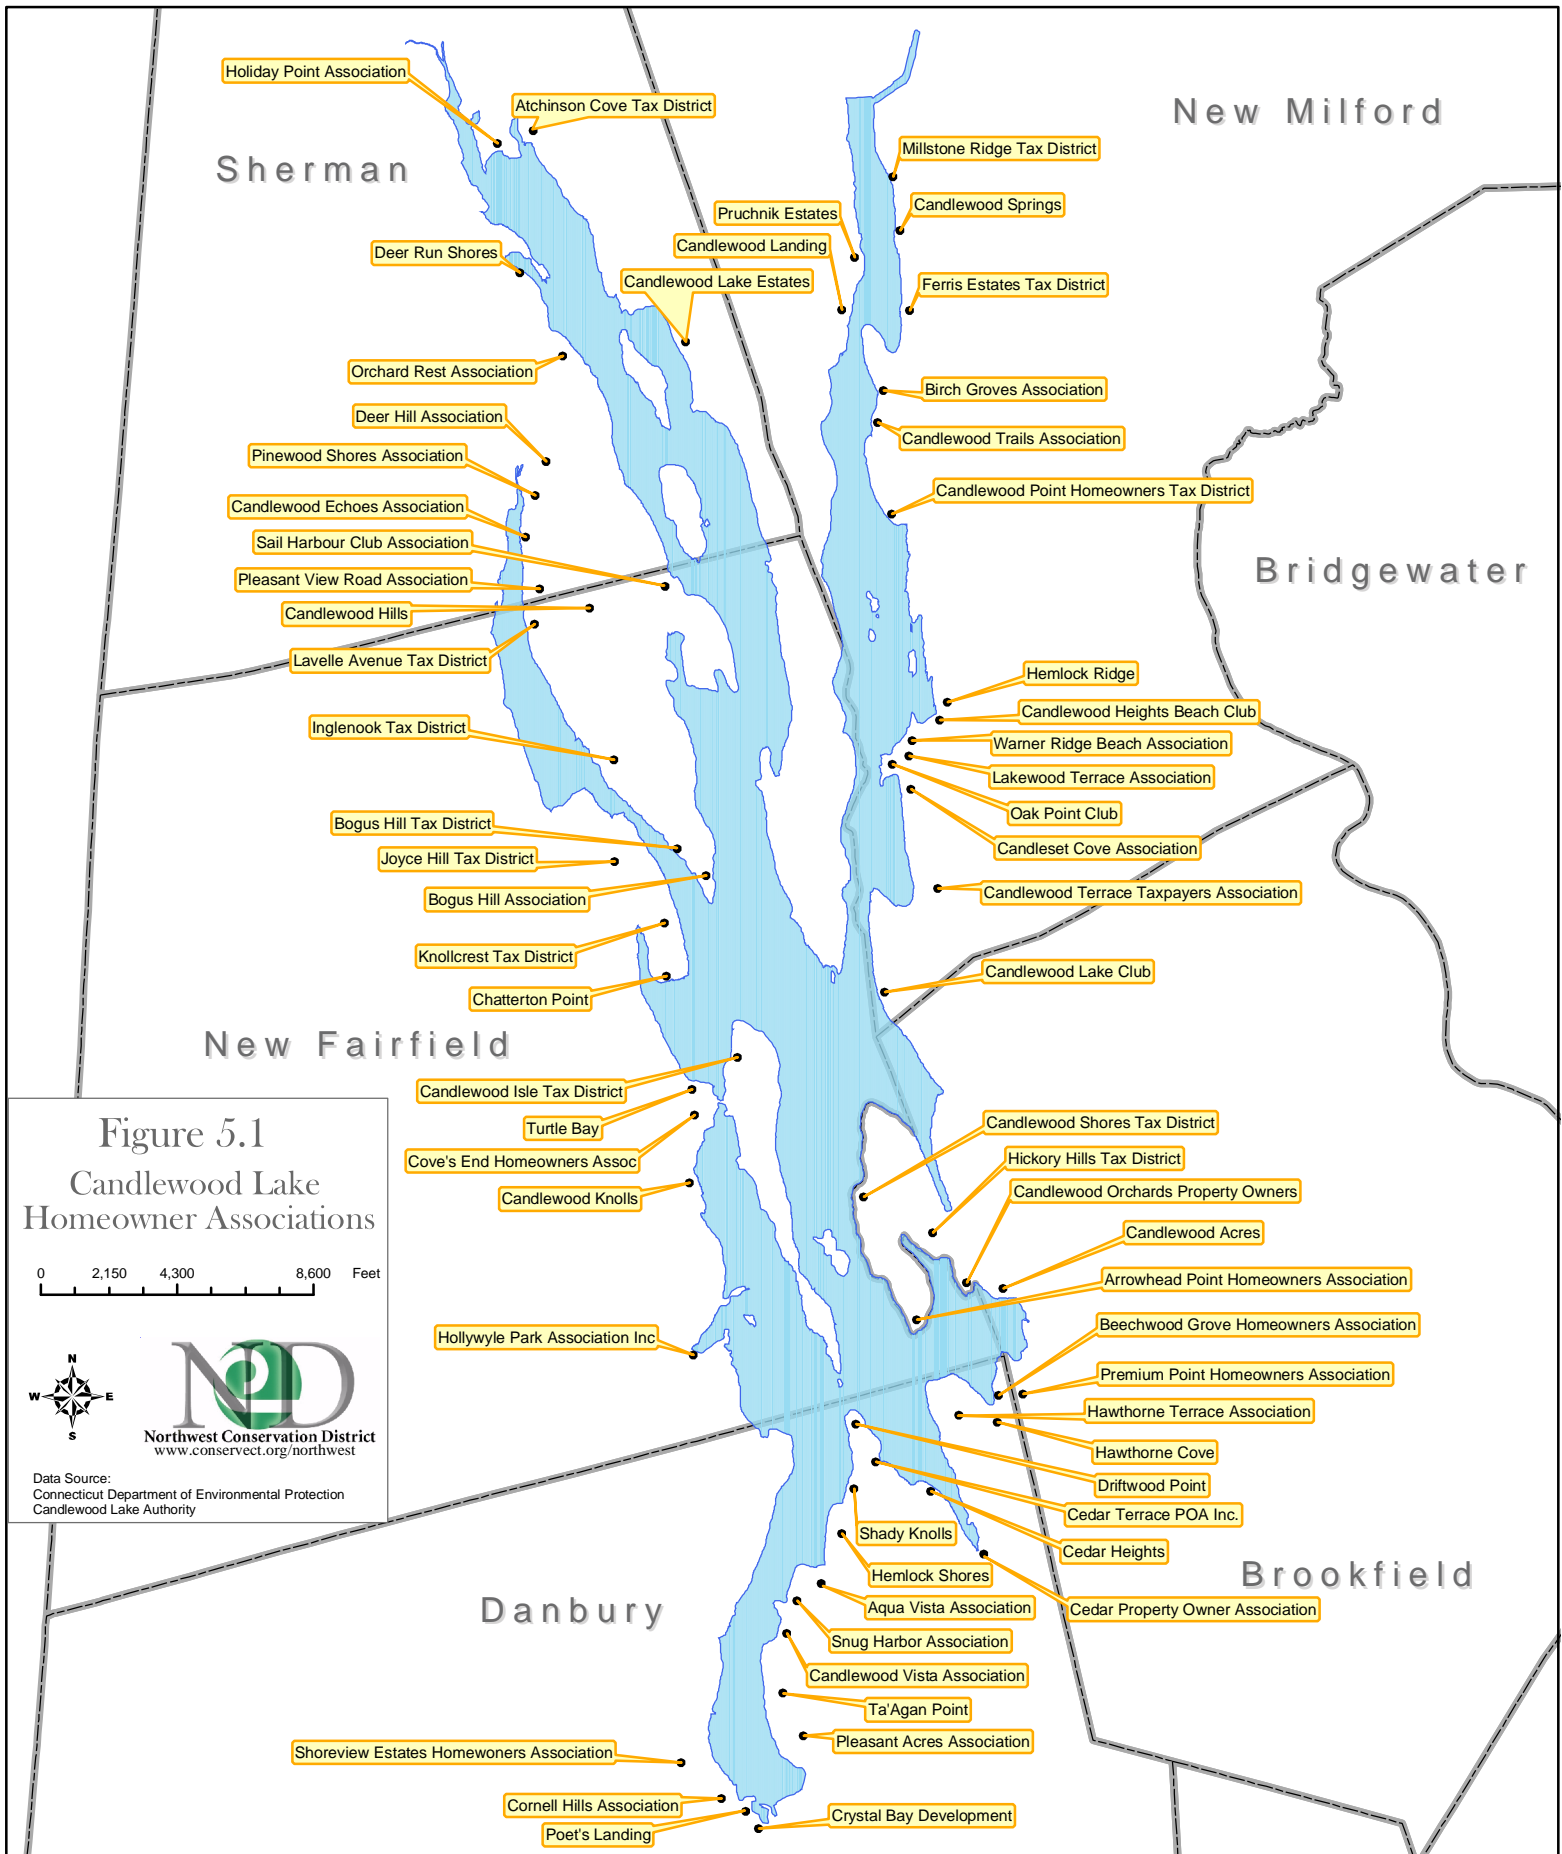 Holiday Point Association
Atchinson Cove Tax District
New Milford
Sherman
Millstone Ridge Tax District
Candlewood Springs
Pruchnik Estates
Candlewood Landing
Deer Run Shores
Candlewood Lake Estates
Ferris Estates Tax District
Orchard Rest Association
Birch Groves Association
Deer Hill Association
Candlewood Trails Association
Pinewood Shores Association
Candlewood Point Homeowners Tax District
Candlewood Echoes Association
Sail Harbour Club Association
Bridgewater
Pleasant View Road Association
Candlewood Hills
Lavelle Avenue Tax District
Hemlock Ridge
Candlewood Heights Beach Club
Inglenook Tax District
Warner Ridge Beach Association
Lakewood Terrace Association
Oak Point Club
Bogus Hill Tax District
Candleset Cove Association
Joyce Hill Tax District
Candlewood Terrace Taxpayers Association
Bogus Hill Association
Knollcrest Tax District
Candlewood Lake Club
Chatterton Point
New Fairfield
Candlewood Isle Tax District
Candlewood Shores Tax District
Turtle Bay
Hickory Hills Tax District
Cove's End Homeowners Assoc
Candlewood Orchards Property Owners
Candlewood Knolls
Candlewood Acres
Arrowhead Point Homeowners Association
Beechwood Grove Homeowners Association
Hollywyle Park Association Inc
Premium Point Homeowners Association
Hawthorne Terrace Association
Hawthorne Cove
Driftwood Point
Cedar Terrace POA Inc.
Shady Knolls
Cedar Heights
Hemlock Shores
Brookfield
Aqua Vista Association
Cedar Property Owner Association
Danbury
Snug Harbor Association
Candlewood Vista Association
Ta'Agan Point
Pleasant Acres Association
Shoreview Estates Homewoners Association
Cornell Hills Association
Crystal Bay Development
Poet's Landing
Figure 5.1
Candlewood Lake
Homeowner Associations
0 2,150 4,300 8,600 Feet
N
W E
S
ND
Northwest Conservation District
www.conservect.org/northwest
Data Source:
Connecticut Department of Environmental Protection
Candlewood Lake Authority